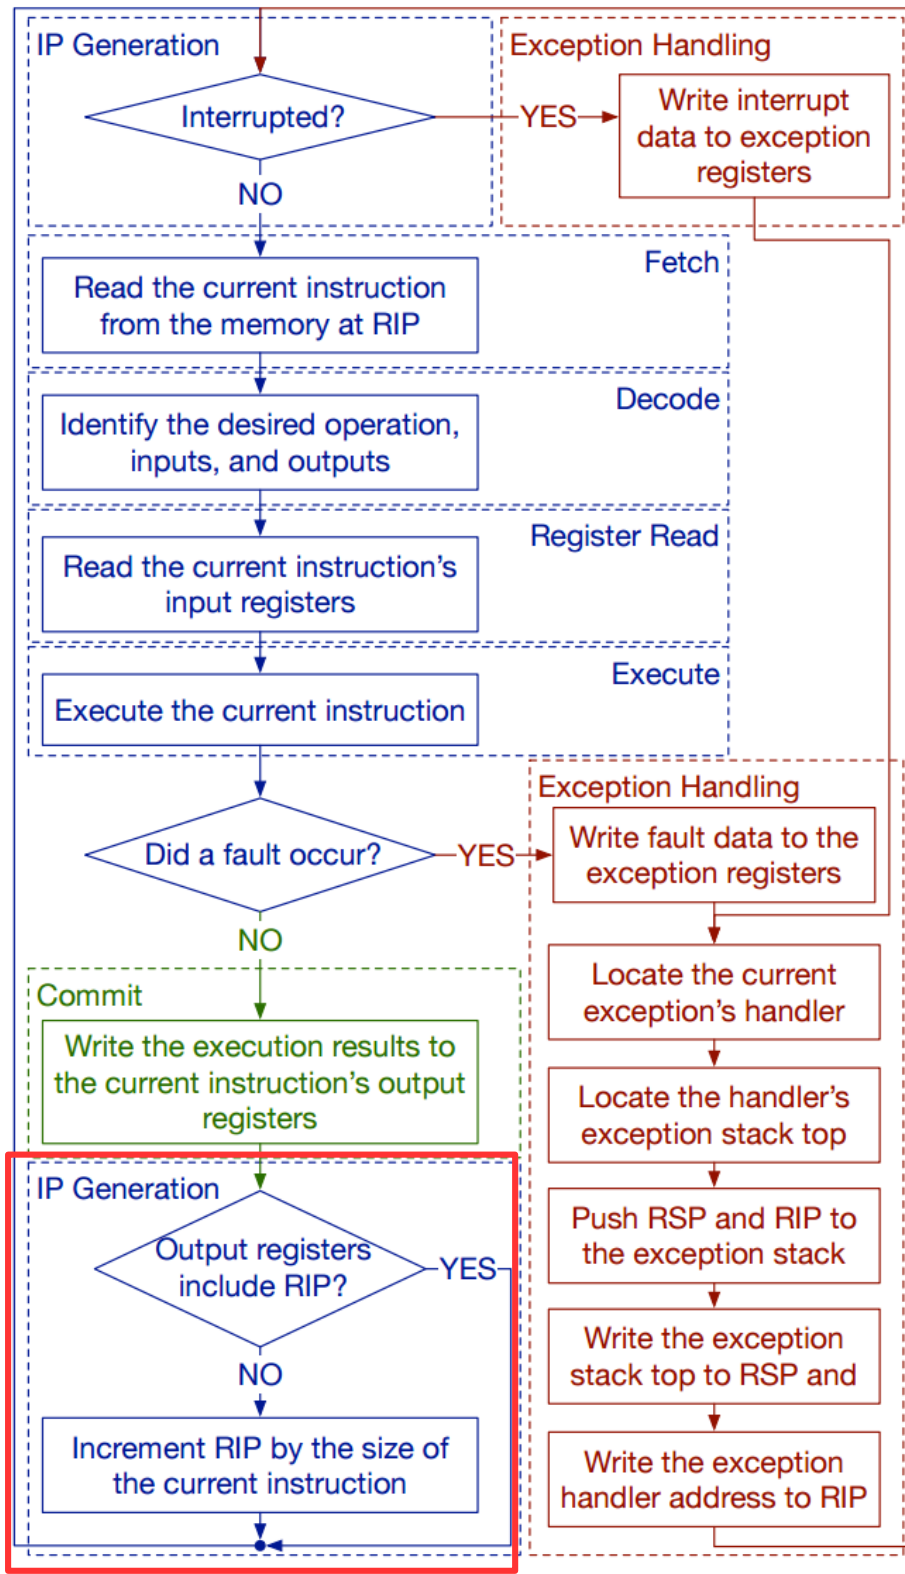 IP Generation
Interrupted?
YES
NO
Exception Handling
Write interrupt
data to exception
registers
Fetch
Read the current instruction
from the memory at RIP
Decode
Identify the desired operation,
inputs, and outputs
Register Read
Read the current instruction's
input registers
Execute
Execute the current instruction
Did a fault occur?
YES
NO
Exception Handling
Write fault data to the
exception registers
Locate the current
exception's handler
Locate the handler's
exception stack top
Push RSP and RIP to
the exception stack
Write the exception
stack top to RSP and
Write the exception
handler address to RIP
Commit
Write the execution results to
the current instruction's output
registers
IP Generation
Output registers
include RIP?
YES
NO
Increment RIP by the size of
the current instruction